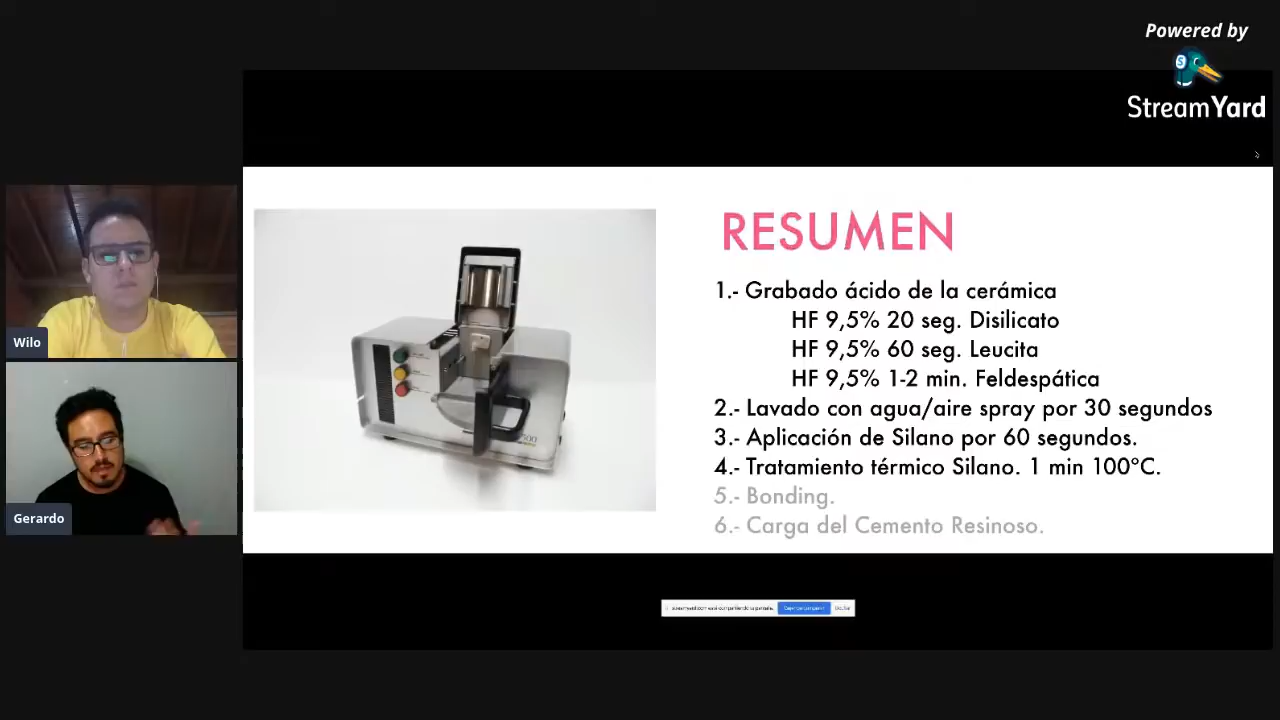 Powered by
StreamYard
RESUMEN
1.- Grabado ácido de la cerámica
HF 9,5% 20 seg. Disilicato
HF 9,5% 60 seg. Leucita
HF 9,5% 1-2 min. Feldespática
2.- Lavado con agua/aire spray por 30 segundos
3.- Aplicación de Silano por 60 segundos.
4.- Tratamiento térmico Silano. 1 min 100°C.
5.- Bonding.
6.- Carga del Cemento Resinoso.
Wilo
Gerardo